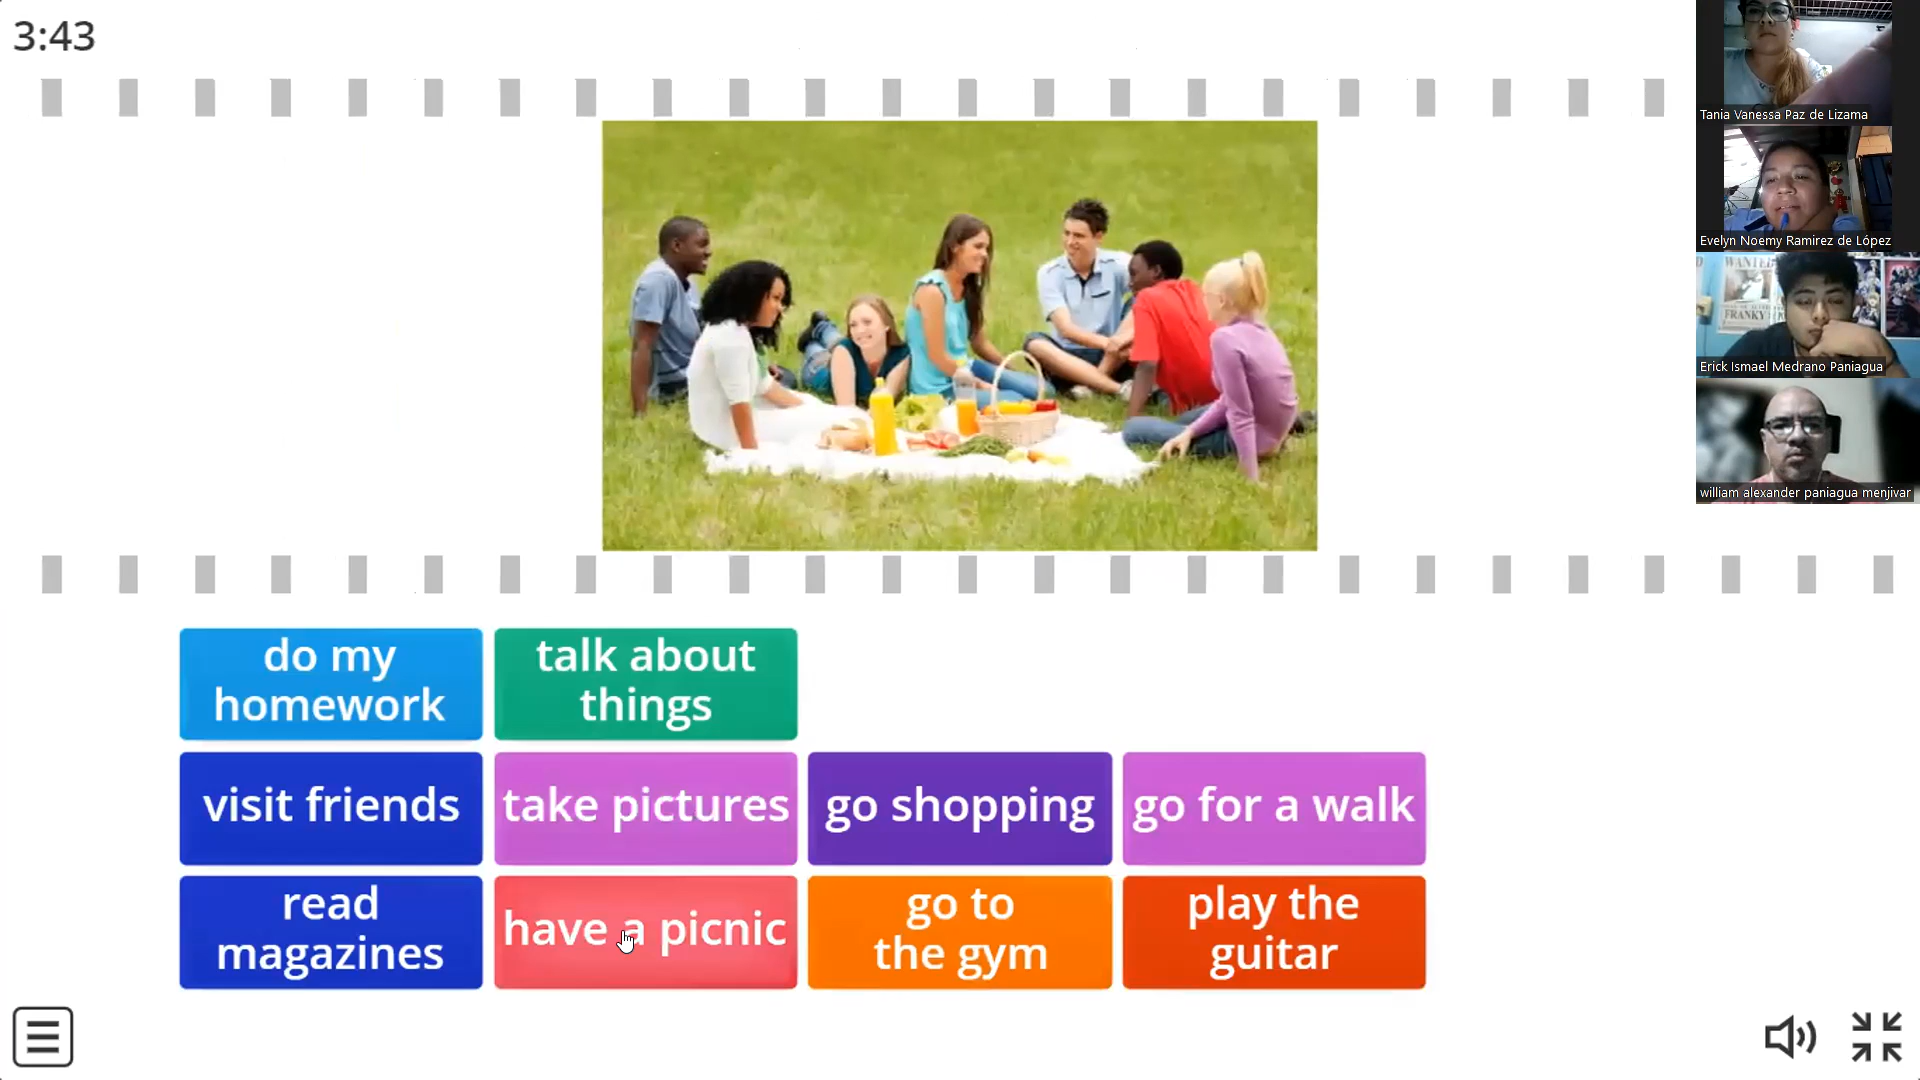 3:43
Tania Vanessa Paz de Lizama
Evelyn Noemy Ramirez de López
WANTED
FRANKY
Erick Ismael Medrano Paniagua
william alexander paniagua menjivar
do my
homework
talk about
things
visit friends
take pictures
go shopping
go for a walk
read
magazines
have a picnic
go to
the gym
play the
guitar